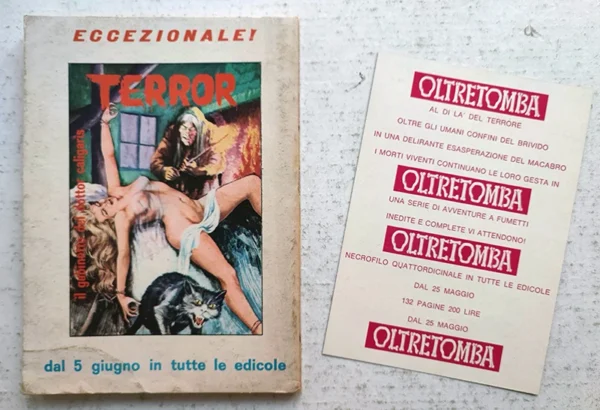 ECCEZIONALE!
TERROR
il gabinetto del dottor caligaris
dal 5 giugno in tutte le edicole
OLTRETOMBA
AL DI LA' DEL TERRORE
OLTRE GLI UMANI CONFINI DEL BRIVIDO
IN UNA DELIRANTE ESASPERAZIONE DEL MACABRO
I MORTI VIVENTI CONTINUANO LE LORO GESTA IN
OLTRETOMBA
UNA SERIE DI AVVENTURE A FUMETTI
INEDITE E COMPLETE VI ATTENDONO!
OLTRETOMBA
NECROFILO QUATTORDICINALE IN TUTTE LE EDICOLE
DAL 25 MAGGIO
132 PAGINE 200 LIRE
DAL 25 MAGGIO
OLTRETOMBA